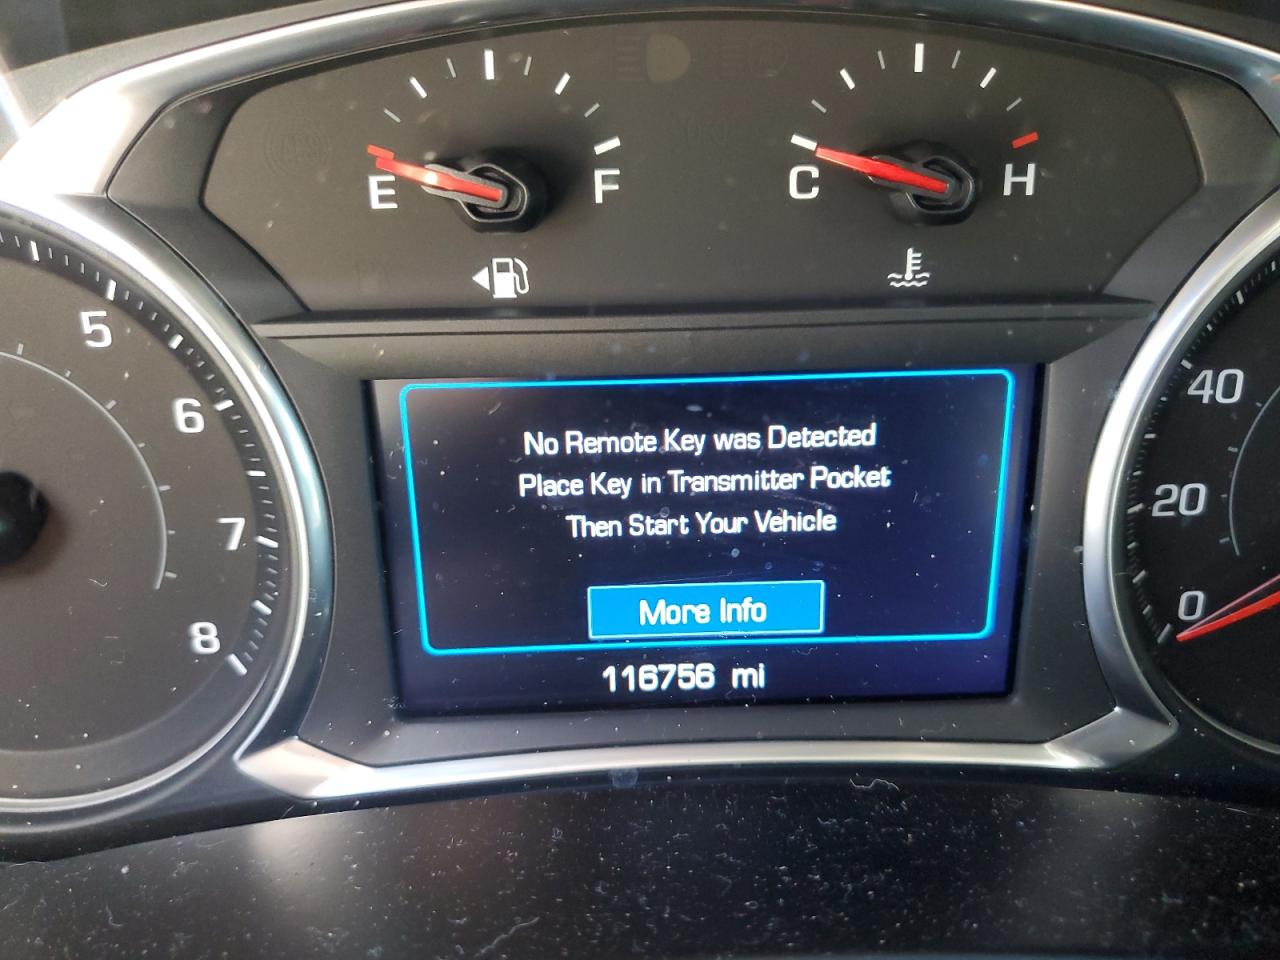 E F
C H
5
6
7
8
40
20
0
No Remote Key was Detected
Place Key in Transmitter Pocket
Then Start Your Vehicle
More Info
116756 mi